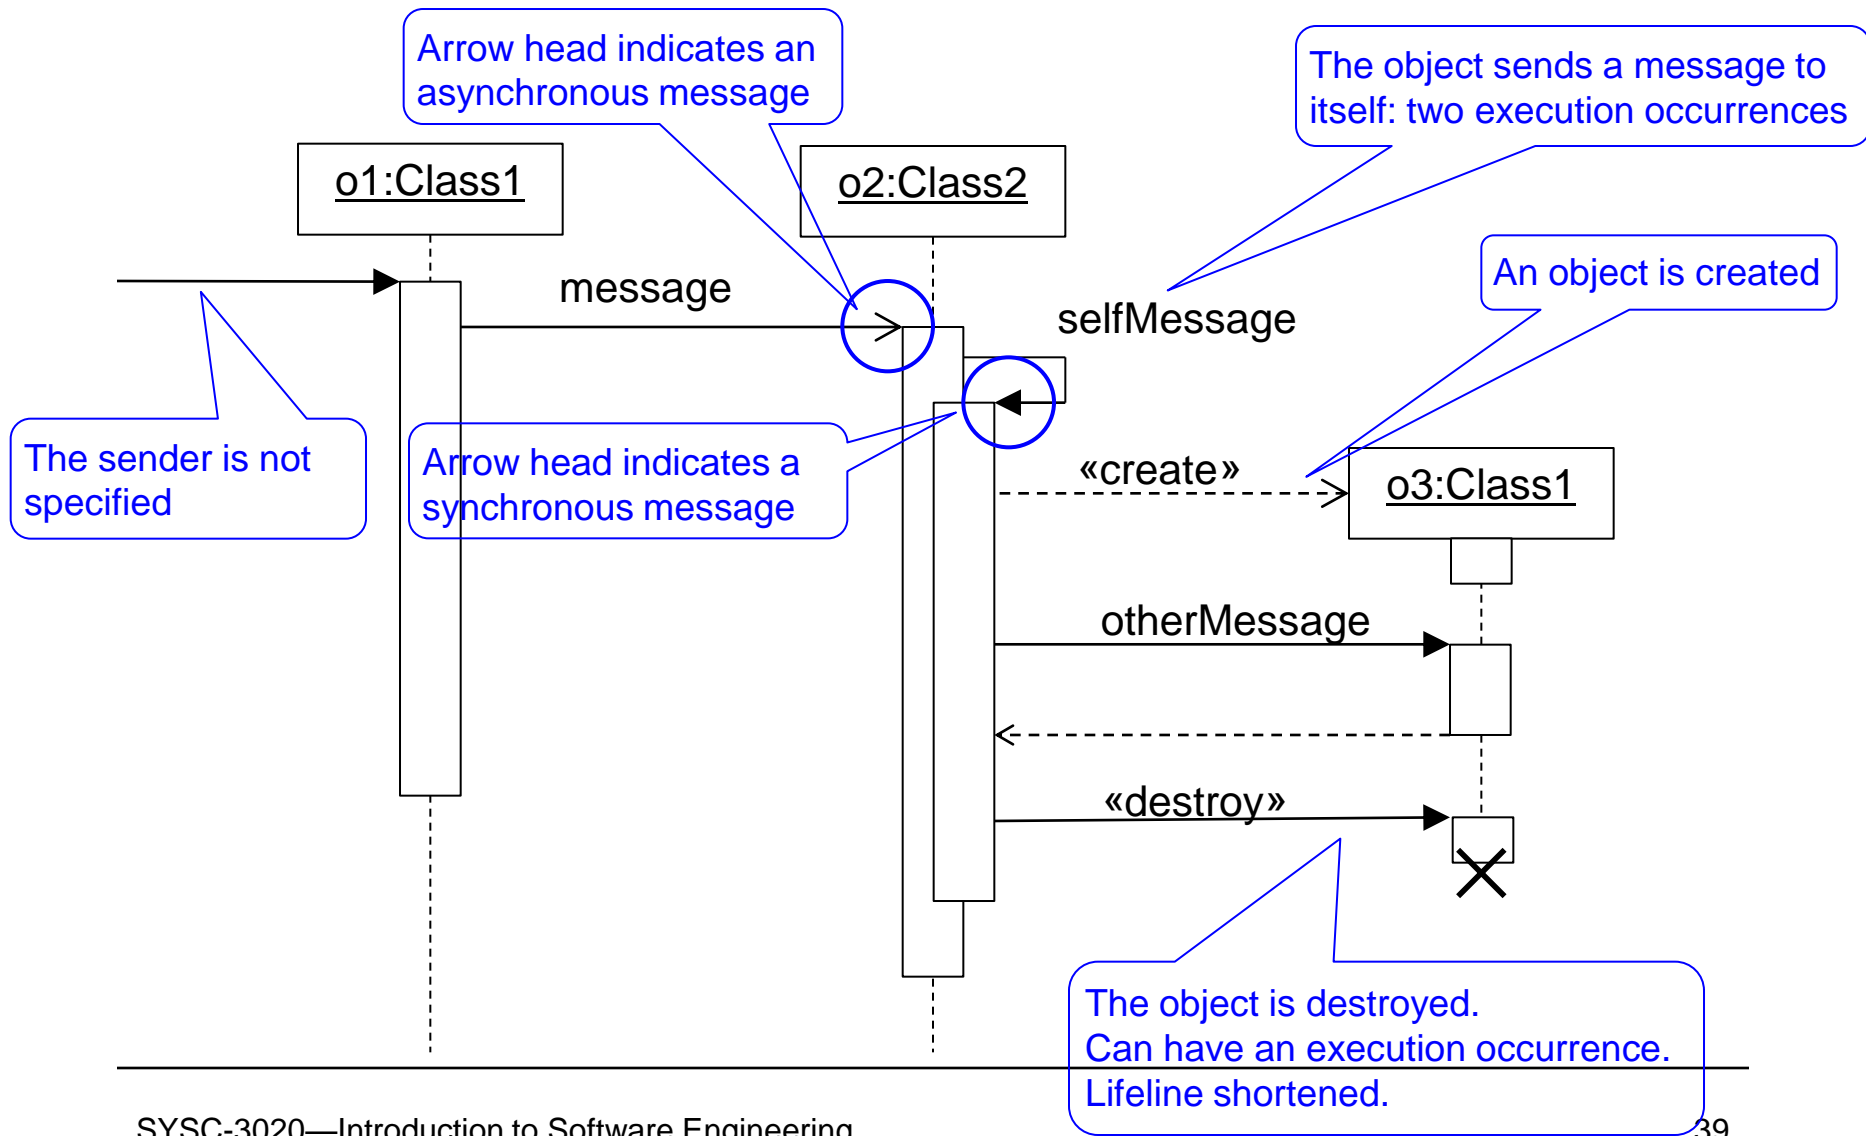 Arrow head indicates an
asynchronous message
The object sends a message to
itself: two execution occurrences
o1:Class1
o2:Class2
An object is created
message
selfMessage
The sender is not
specified
Arrow head indicates a
synchronous message
«create»
o3:Class1
otherMessage
«destroy»
The object is destroyed.
Can have an execution occurrence.
Lifeline shortened.
SYSC-3020—Introduction to Software Engineering
39